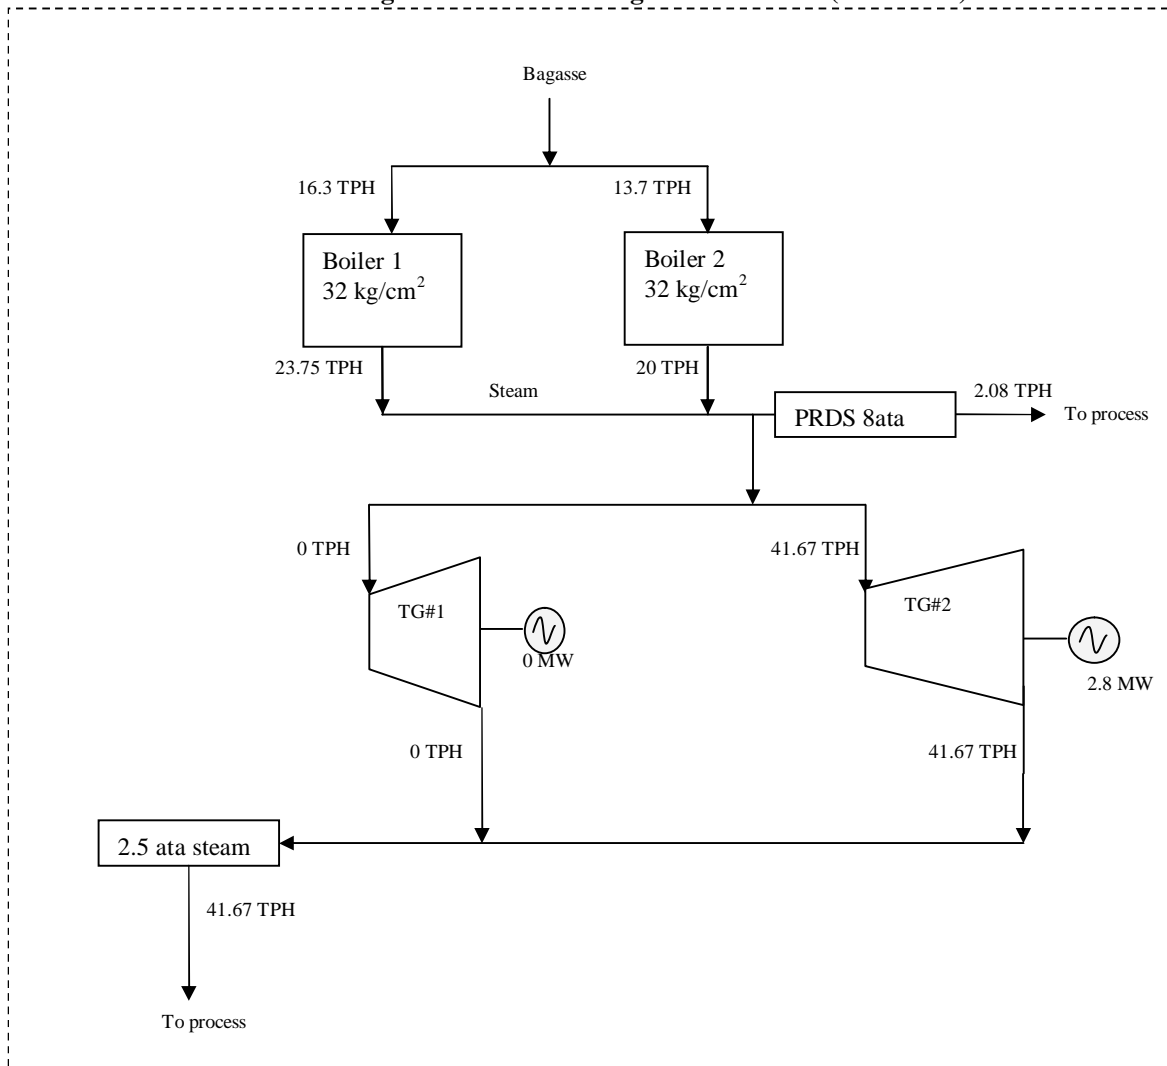 Bagasse
16.3 TPH
13.7 TPH
Boiler 1
32 kg/cm²
Boiler 2
32 kg/cm²
23.75 TPH
20 TPH
Steam
2.08 TPH
PRDS 8ata
To process
0 TPH
41.67 TPH
TG#1
TG#2
0 MW
2.8 MW
0 TPH
41.67 TPH
2.5 ata steam
41.67 TPH
To process